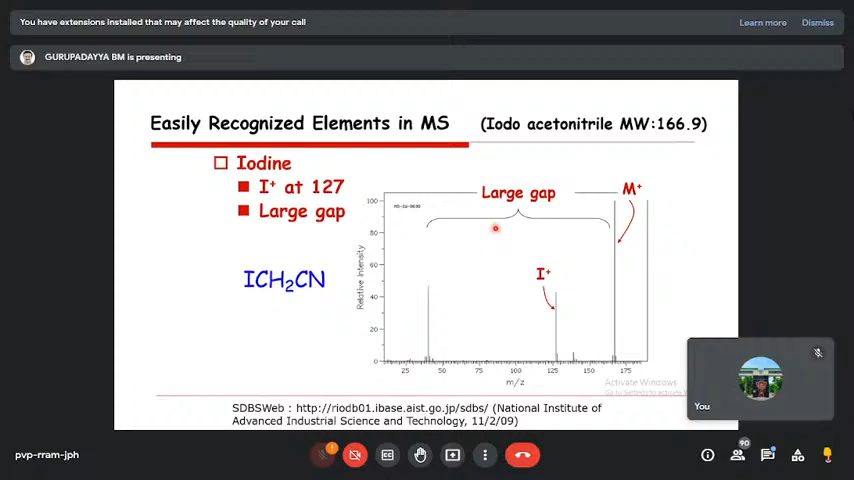 You have extensions installed that may affect the quality of your call
Learn more
Dismiss
GURUPADAYYA BM is presenting
Easily Recognized Elements in MS (Iodo acetonitrile MW:166.9)
Iodine
I+ at 127
Large gap
ICH2CN
Large gap
M+
I+
100
80
60
40
20
0
Relative Intensity
25 50 75 100 125 150 175
m/z
Activate Windows
SDBSWeb : http://riodb01.ibase.aist.go.jp/sdbs/ (National Institute of
Advanced Industrial Science and Technology, 11/2/09)
You
pvp-rram-jph
90